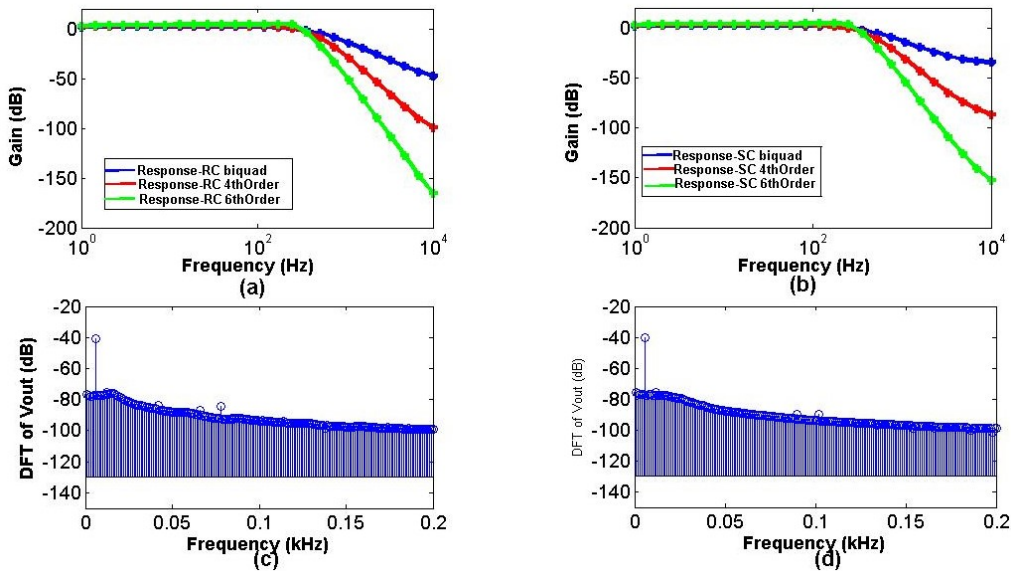 0
-50
-100
-150
-200
Gain (dB)
Response-RC biquad
Response-RC 4thOrder
Response-RC 6thOrder
10^0
10^2
10^4
Frequency (Hz)
(a)
0
-50
-100
-150
-200
Gain (dB)
Response-SC biquad
Response-SC 4thOrder
Response-SC 6thOrder
10^0
10^2
10^4
Frequency (Hz)
(b)
-20
-40
-60
-80
-100
-120
-140
DFT of Vout (dB)
0
0.05
0.1
0.15
0.2
Frequency (kHz)
(c)
-20
-40
-60
-80
-100
-120
-140
DFT of Vout (dB)
0
0.05
0.1
0.15
0.2
Frequency (kHz)
(d)